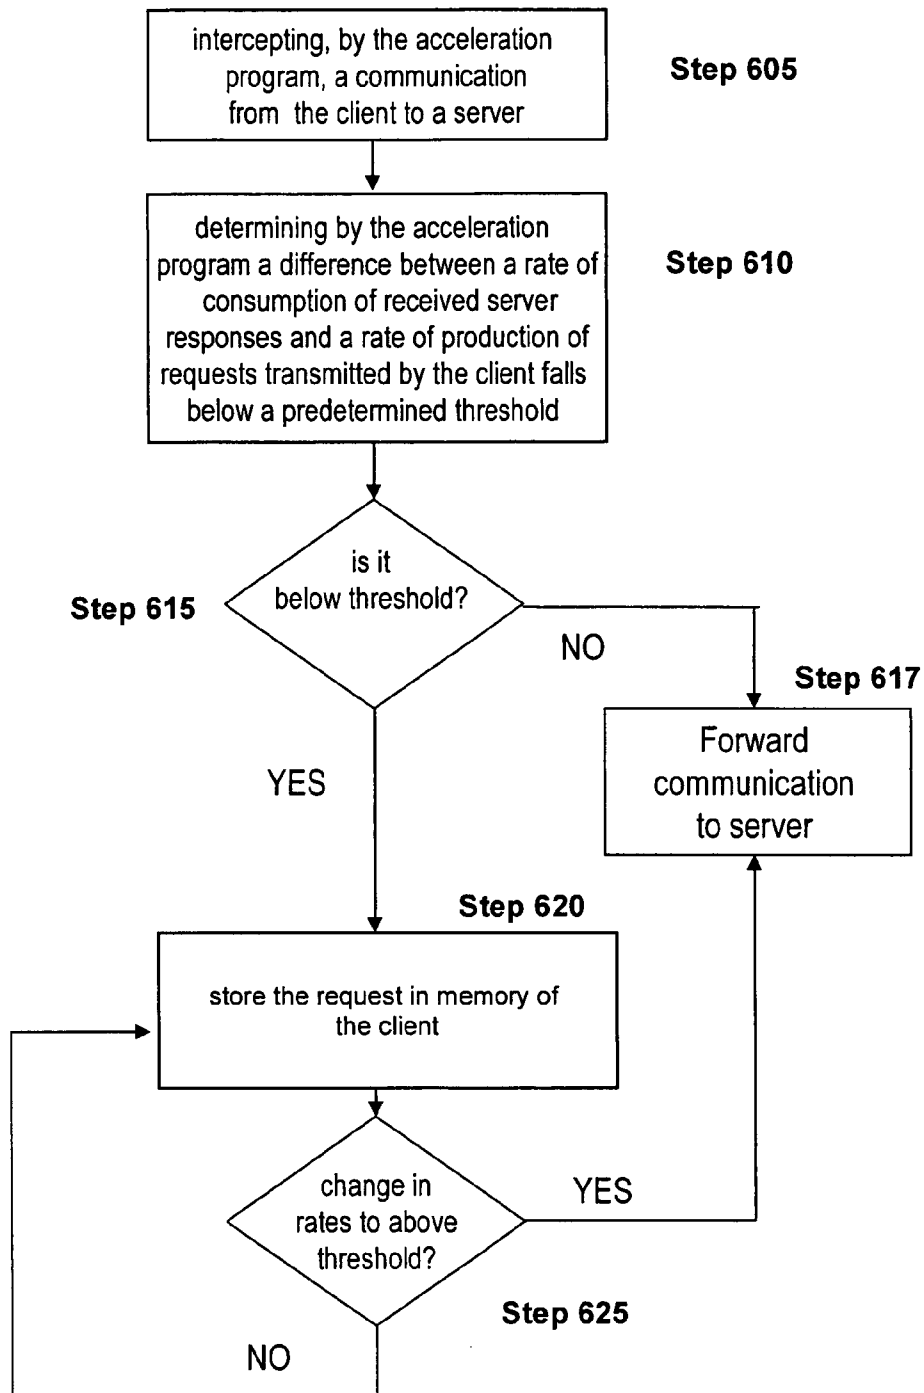 intercepting, by the acceleration
program, a communication
from the client to a server
Step 605
determining by the acceleration
program a difference between a rate of
consumption of received server
responses and a rate of production of
requests transmitted by the client falls
below a predetermined threshold
Step 610
is it
below threshold?
Step 615
NO
Step 617
Forward
communication
to server
YES
Step 620
store the request in memory of
the client
change in
rates to above
threshold?
YES
Step 625
NO